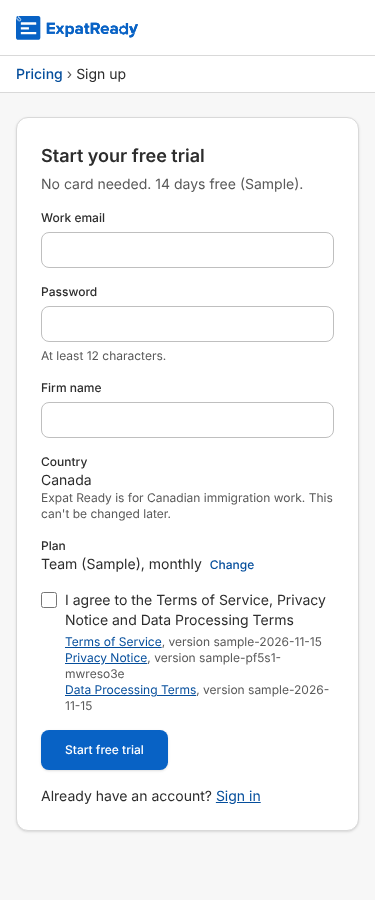 ExpatReady
Pricing › Sign up
Start your free trial
No card needed. 14 days free (Sample).
Work email
Password
At least 12 characters.
Firm name
Country
Canada
Expat Ready is for Canadian immigration work. This
can't be changed later.
Plan
Team (Sample), monthly Change
I agree to the Terms of Service, Privacy
Notice and Data Processing Terms
Terms of Service, version sample-2026-11-15
Privacy Notice, version sample-pf5s1-
mwreso3e
Data Processing Terms, version sample-2026-
11-15
Start free trial
Already have an account? Sign in